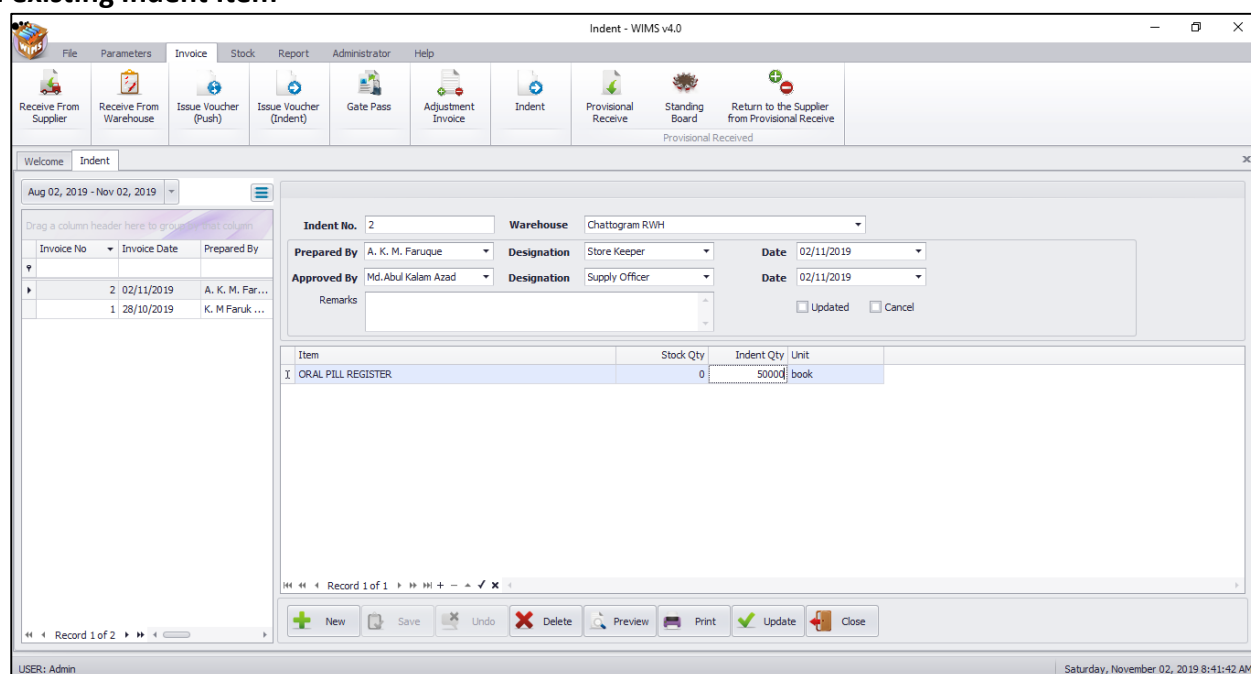 existing Indent Item
Indent - WIMS v4.0
WIMS
File Parameters Invoice Stock Report Administrator Help
Receive From Supplier
Receive From Warehouse
Issue Voucher (Push)
Issue Voucher (Indent)
Gate Pass
Adjustment Invoice
Indent
Provisional Receive
Standing Board
Return to the Supplier from Provisional Receive
Provisional Received
Welcome Indent
Aug 02, 2019 - Nov 02, 2019
Drag a column header here to group by that column
Invoice No Invoice Date Prepared By
2 02/11/2019 A. K. M. Far...
1 28/10/2019 K. M Faruk ...
Record 1 of 2
Indent No. 2 Warehouse Chattogram RWH
Prepared By A. K. M. Faruque Designation Store Keeper Date 02/11/2019
Approved By Md. Abul Kalam Azad Designation Supply Officer Date 02/11/2019
Remarks Updated Cancel
Item Stock Qty Indent Qty Unit
ORAL PILL REGISTER 0 50000 book
Record 1 of 1
New Save Undo Delete Preview Print Update Close
USER: Admin Saturday, November 02, 2019 8:41:42 AM